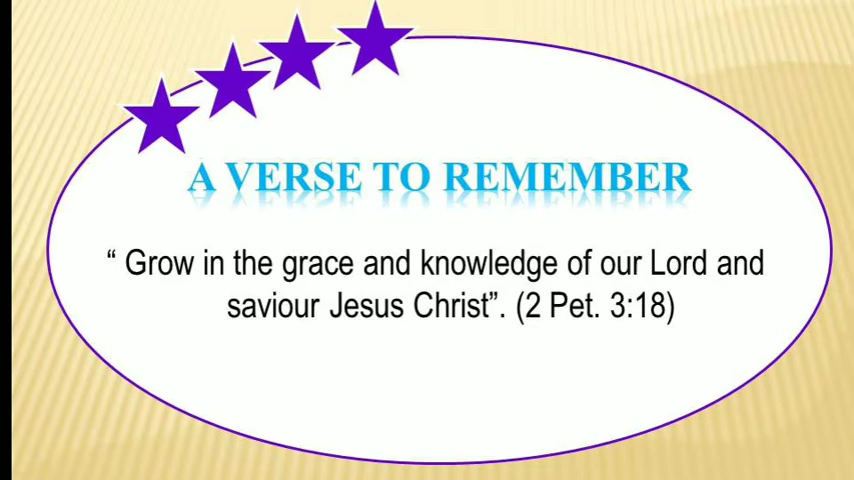 A VERSE TO REMEMBER
“ Grow in the grace and knowledge of our Lord and
saviour Jesus Christ”. (2 Pet. 3:18)